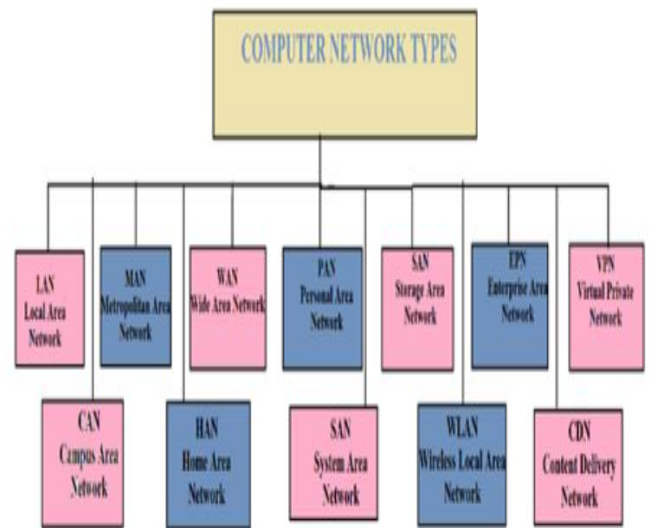 COMPUTER NETWORK TYPES
LAN
Local Area
Network
MAN
Metropolitan Area
Network
WAN
Wide Area Network
PAN
Personal Area
Network
SAN
Storage Area
Network
EPN
Enterprise Area
Network
VPN
Virtual Private
Network
CAN
Campus Area
Network
HAN
Home Area
Network
SAN
System Area
Network
WLAN
Wireless Local Area
Network
CDN
Content Delivery
Network